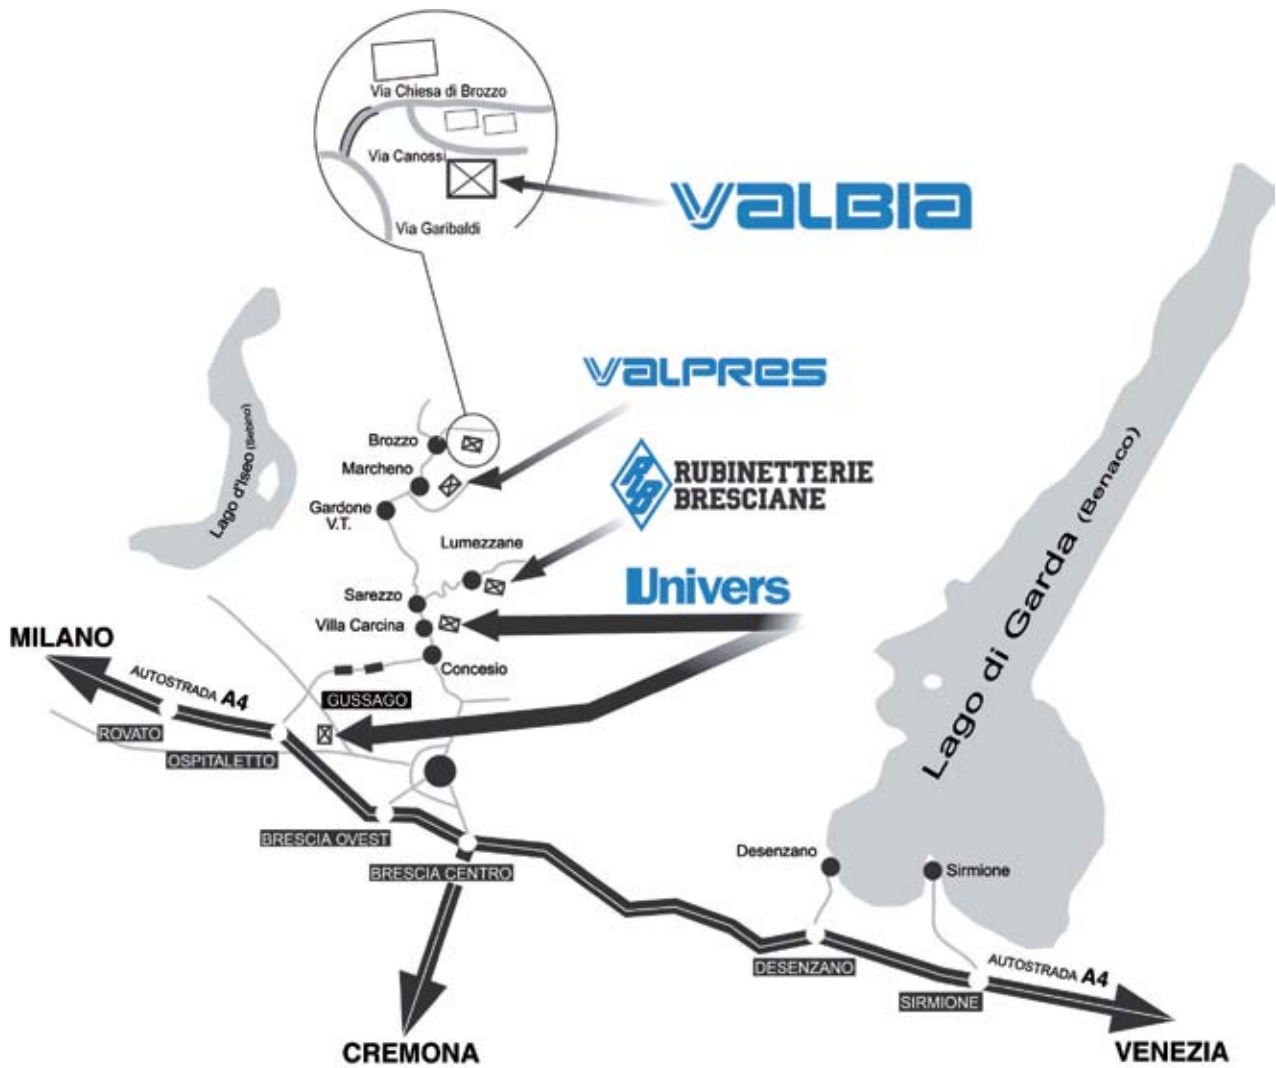 Via Chiesa di Brozzo
Via Canossi
VALBIA
Via Garibaldi
VALPRES
Brozzo
Marcheno
RUBINETTERIE
BRESCIANE
RB
Lago d'Iseo (Sebino)
Gardone
V.T.
Lumezzane
Univers
Sarezzo
Villa Carcina
MILANO
Concesio
AUTOSTRADA A4
GUSSAGO
Lago di Garda (Benaco)
ROVATO
OSPITALETTO
BRESCIA OVEST
BRESCIA CENTRO
Desenzano
Sirmione
DESENZANO
AUTOSTRADA A4
SIRMIONE
CREMONA
VENEZIA